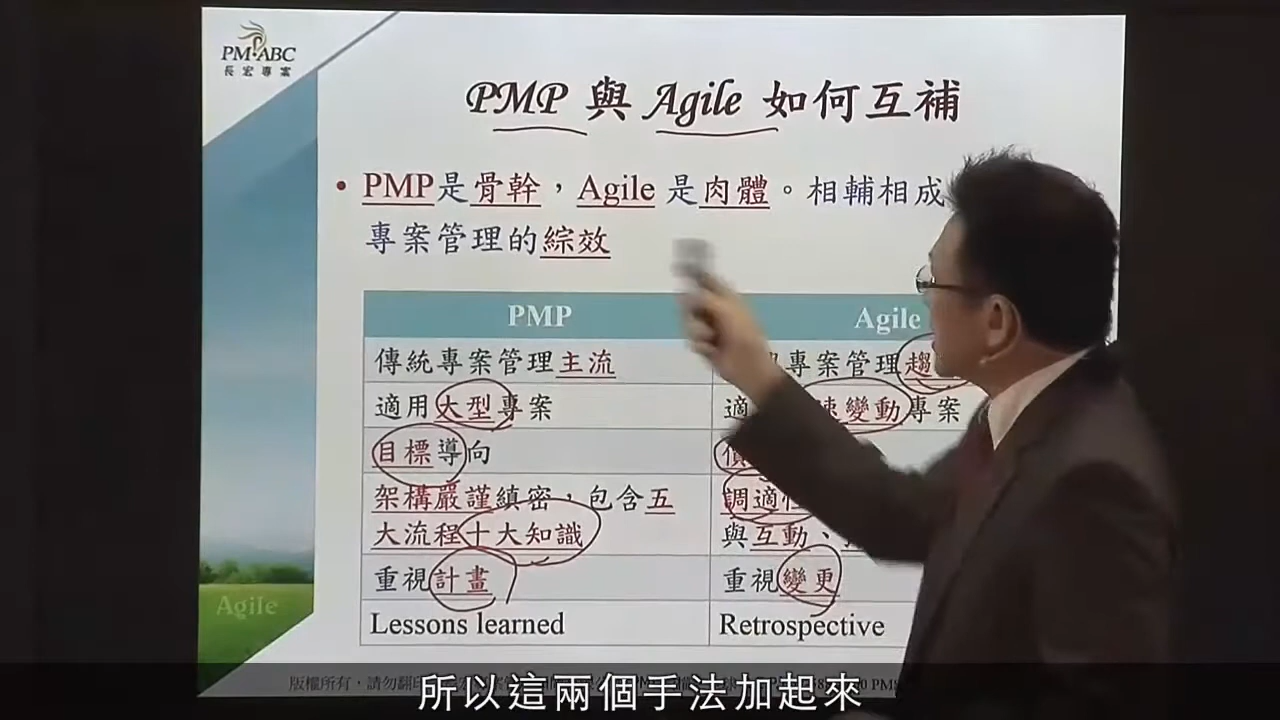 PM ABC
長宏專案
PMP 與 Agile 如何互補
• PMP是骨幹，Agile 是肉體。相輔相成
專案管理的綜效
PMP
Agile
傳統專案管理主流
專案管理趨
適用大型專案
適 速變動專案
目標導向
價
架構嚴謹縝密，包含五
大流程十大知識
調適性
與互動、
重視計畫
重視變更
Lessons learned
Retrospective
Agile
版權所有，請勿翻印
所以這兩個手法加起來